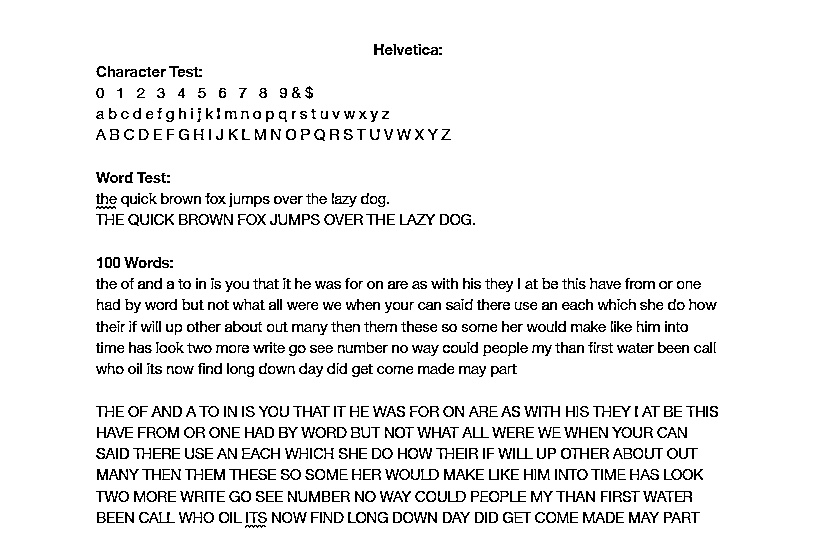 Helvetica:
Character Test:
0 1 2 3 4 5 6 7 8 9 & $
a b c d e f g h i j k l m n o p q r s t u v w x y z
A B C D E F G H I J K L M N O P Q R S T U V W X Y Z
Word Test:
the quick brown fox jumps over the lazy dog.
THE QUICK BROWN FOX JUMPS OVER THE LAZY DOG.
100 Words:
the of and a to in is you that it he was for on are as with his they I at be this have from or one
had by word but not what all were we when your can said there use an each which she do how
their if will up other about out many then them these so some her would make like him into
time has look two more write go see number no way could people my than first water been call
who oil its now find long down day did get come made may part
THE OF AND A TO IN IS YOU THAT IT HE WAS FOR ON ARE AS WITH HIS THEY I AT BE THIS
HAVE FROM OR ONE HAD BY WORD BUT NOT WHAT ALL WERE WE WHEN YOUR CAN
SAID THERE USE AN EACH WHICH SHE DO HOW THEIR IF WILL UP OTHER ABOUT OUT
MANY THEN THEM THESE SO SOME HER WOULD MAKE LIKE HIM INTO TIME HAS LOOK
TWO MORE WRITE GO SEE NUMBER NO WAY COULD PEOPLE MY THAN FIRST WATER
BEEN CALL WHO OIL ITS NOW FIND LONG DOWN DAY DID GET COME MADE MAY PART